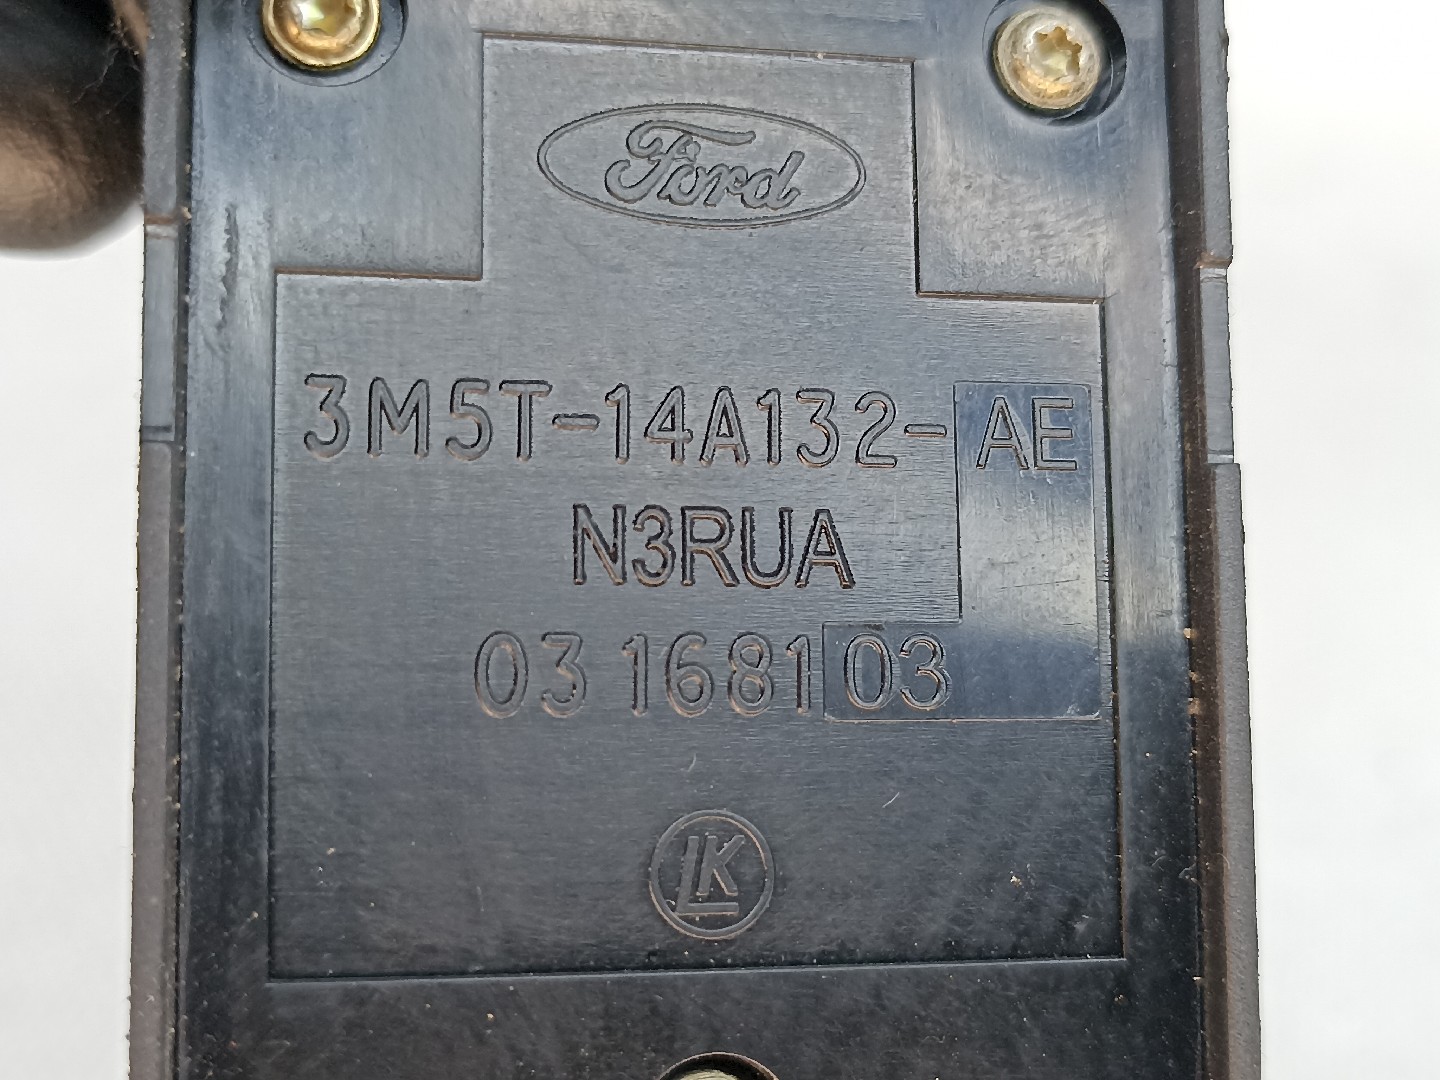 Ford
3M5T-14A132-AE
N3RUA
03 168103
LK